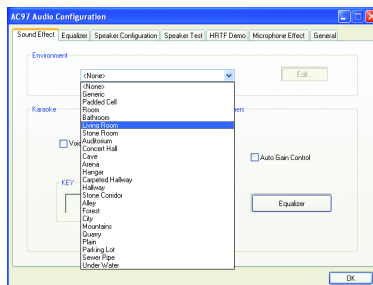 AC97 Audio Configuration
Sound Effect Equalizer Speaker Configuration Speaker Test HRTF Demo Microphone Effect General
Environment
<None>
Edit..
<None>
Generic
Padded Cell
Room
Bathroom
Living Room
Stone Room
Auditorium
Concert Hall
Cave
Arena
Hangar
Carpeted Hallway
Hallway
Stone Corridor
Alley
Forest
City
Mountains
Quarry
Plain
Parking Lot
Sewer Pipe
Under Water
Karaoke
KEY
Auto Gain Control
Equalizer
OK